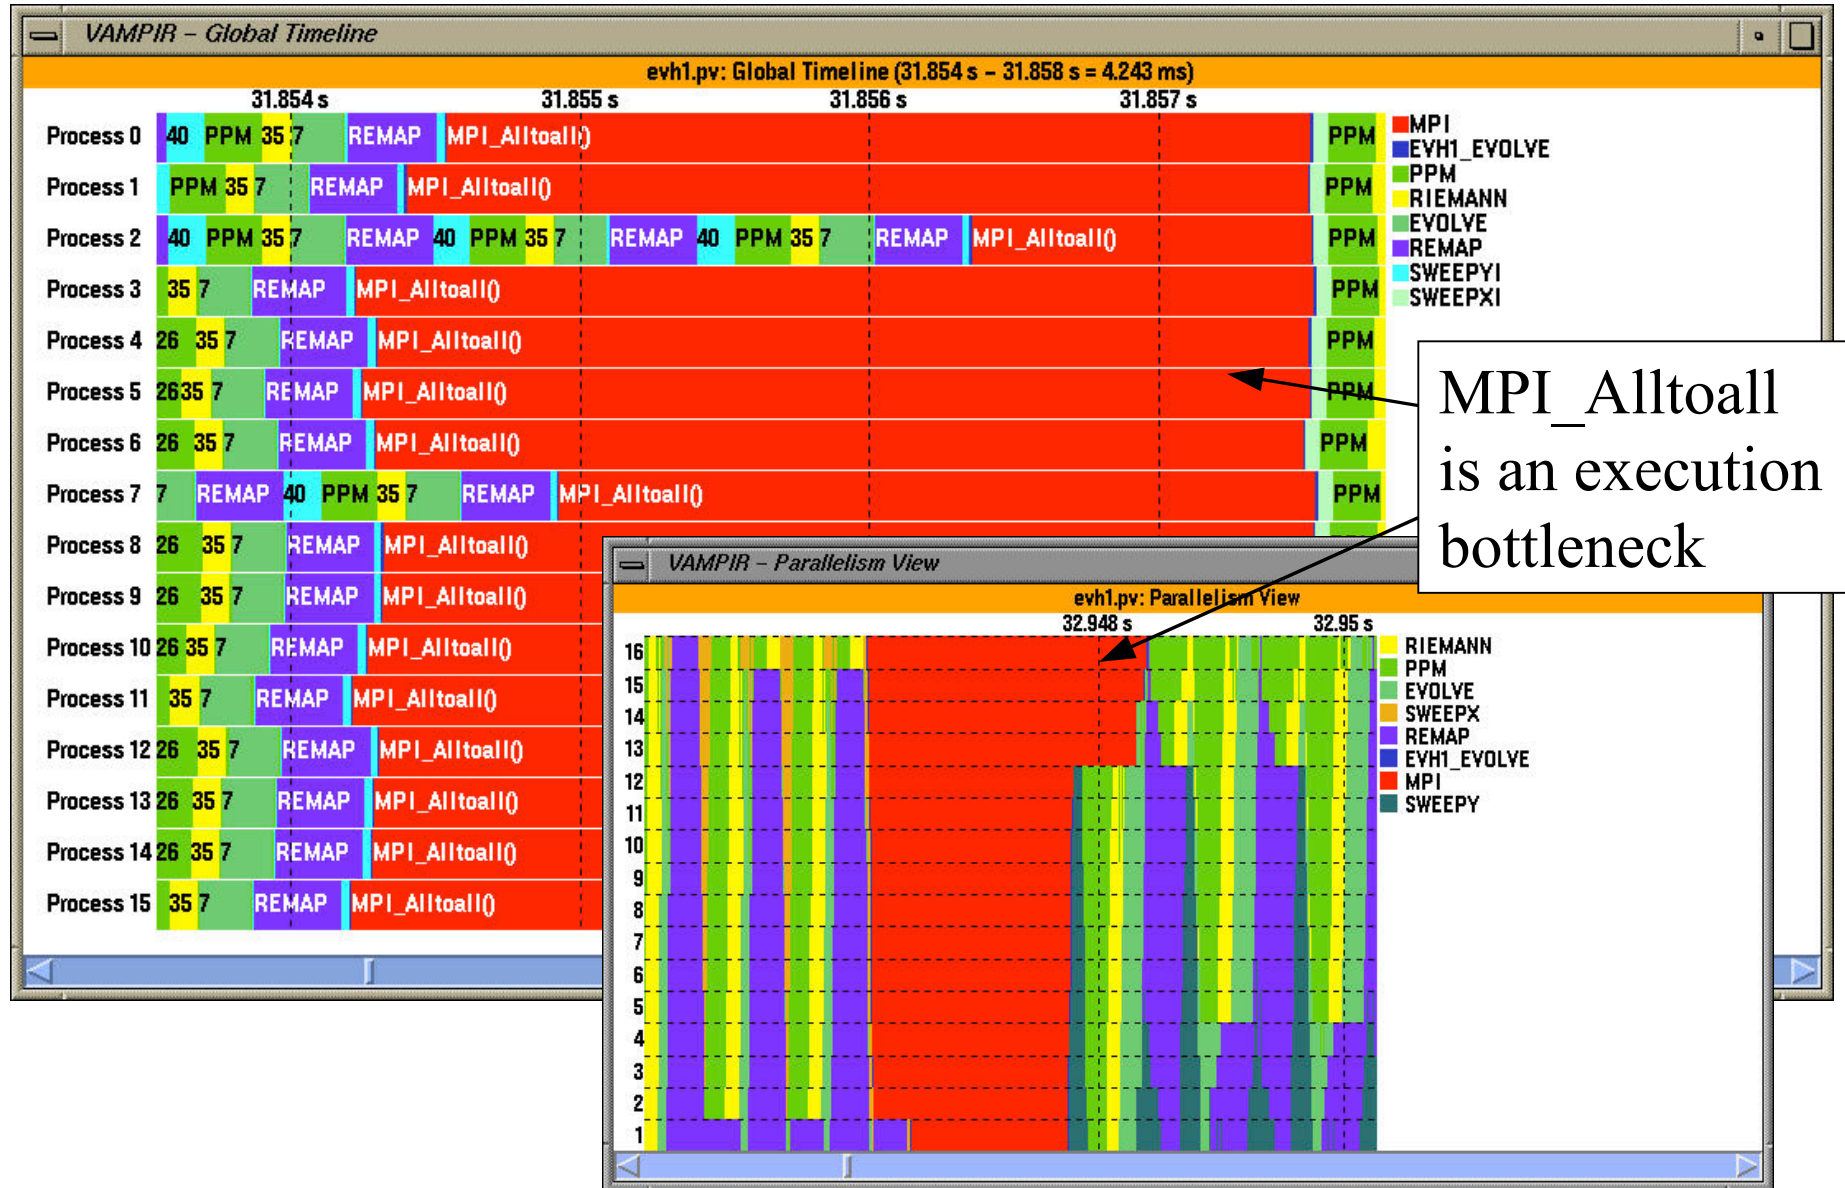 VAMPIR – Global Timeline
evh1.pv: Global Timeline (31.854 s – 31.858 s = 4.243 ms)
31.854 s 31.855 s 31.856 s 31.857 s
Process 0 40 PPM 35 7 REMAP MPI_Alltoall() PPM
Process 1 PPM 35 7 REMAP MPI_Alltoall() PPM
Process 2 40 PPM 35 7 REMAP 40 PPM 35 7 REMAP 40 PPM 35 7 REMAP MPI_Alltoall() PPM
Process 3 35 7 REMAP MPI_Alltoall() PPM
Process 4 26 35 7 REMAP MPI_Alltoall() PPM
Process 5 26 35 7 REMAP MPI_Alltoall() PPM
Process 6 26 35 7 REMAP MPI_Alltoall() PPM
Process 7 7 REMAP 40 PPM 35 7 REMAP MPI_Alltoall() PPM
Process 8 26 35 7 REMAP MPI_Alltoall()
Process 9 26 35 7 REMAP MPI_Alltoall()
Process 10 26 35 7 REMAP MPI_Alltoall()
Process 11 35 7 REMAP MPI_Alltoall()
Process 12 26 35 7 REMAP MPI_Alltoall()
Process 13 26 35 7 REMAP MPI_Alltoall()
Process 14 26 35 7 REMAP MPI_Alltoall()
Process 15 35 7 REMAP MPI_Alltoall()
MPI
EVH1_EVOLVE
PPM
RIEMANN
EVOLVE
REMAP
SWEEPYI
SWEEPXI
MPI_Alltoall
is an execution
bottleneck
VAMPIR – Parallelism View
evh1.pv: Parallelism View
32.948 s 32.95 s
16
15
14
13
12
11
10
9
8
7
6
5
4
3
2
1
RIEMANN
PPM
EVOLVE
SWEEPX
REMAP
EVH1_EVOLVE
MPI
SWEEPY